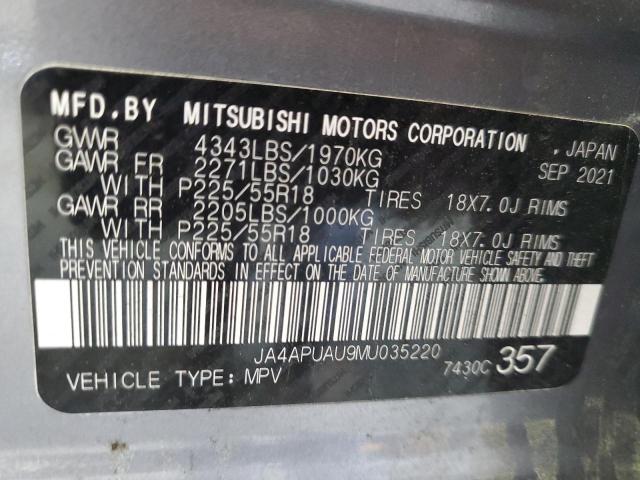 MFD.BY MITSUBISHI MOTORS CORPORATION , JAPAN
GVWR 4343LBS/1970KG SEP 2021
GAWR FR 2271LBS/1030KG
WITH P225/55R18 TIRES 18X7.0J RIMS
GAWR RR 2205LBS/1000KG
WITH P225/55R18 TIRES 18X7.0J RIMS
THIS VEHICLE CONFORMS TO ALL APPLICABLE FEDERAL MOTOR VEHICLE SAFETY AND THEFT
PREVENTION STANDARDS IN EFFECT ON THE DATE OF MANUFACTURE SHOWN ABOVE.
JA4APUAU9MU035220
VEHICLE TYPE: MPV 7430C 357